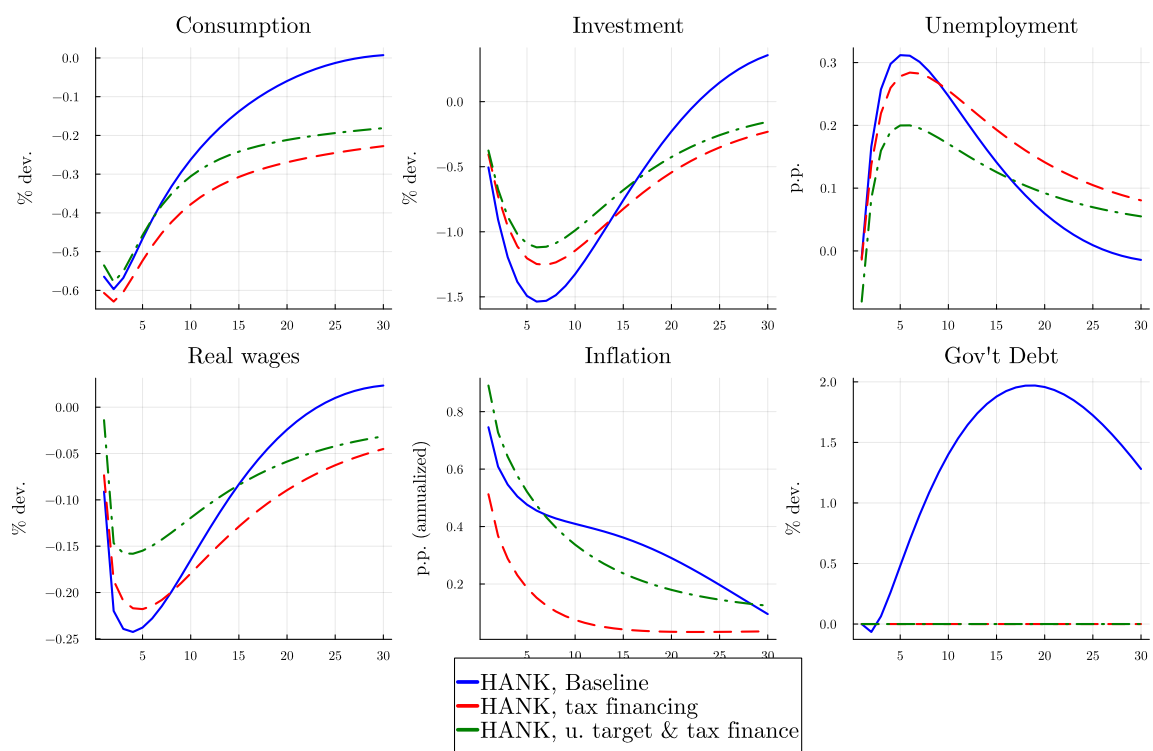 Consumption
Investment
Unemployment
% dev.
0.0
−0.1
−0.2
−0.3
−0.4
−0.5
−0.6
5 10 15 20 25 30
% dev.
0.0
−0.5
−1.0
−1.5
5 10 15 20 25 30
p.p.
0.3
0.2
0.1
0.0
5 10 15 20 25 30
Real wages
Inflation
Gov't Debt
% dev.
0.00
−0.05
−0.10
−0.15
−0.20
−0.25
5 10 15 20 25 30
p.p. (annualized)
0.8
0.6
0.4
0.2
5 10 15 20 25 30
% dev.
2.0
1.5
1.0
0.5
0.0
5 10 15 20 25 30
HANK, Baseline
HANK, tax financing
HANK, u. target & tax finance